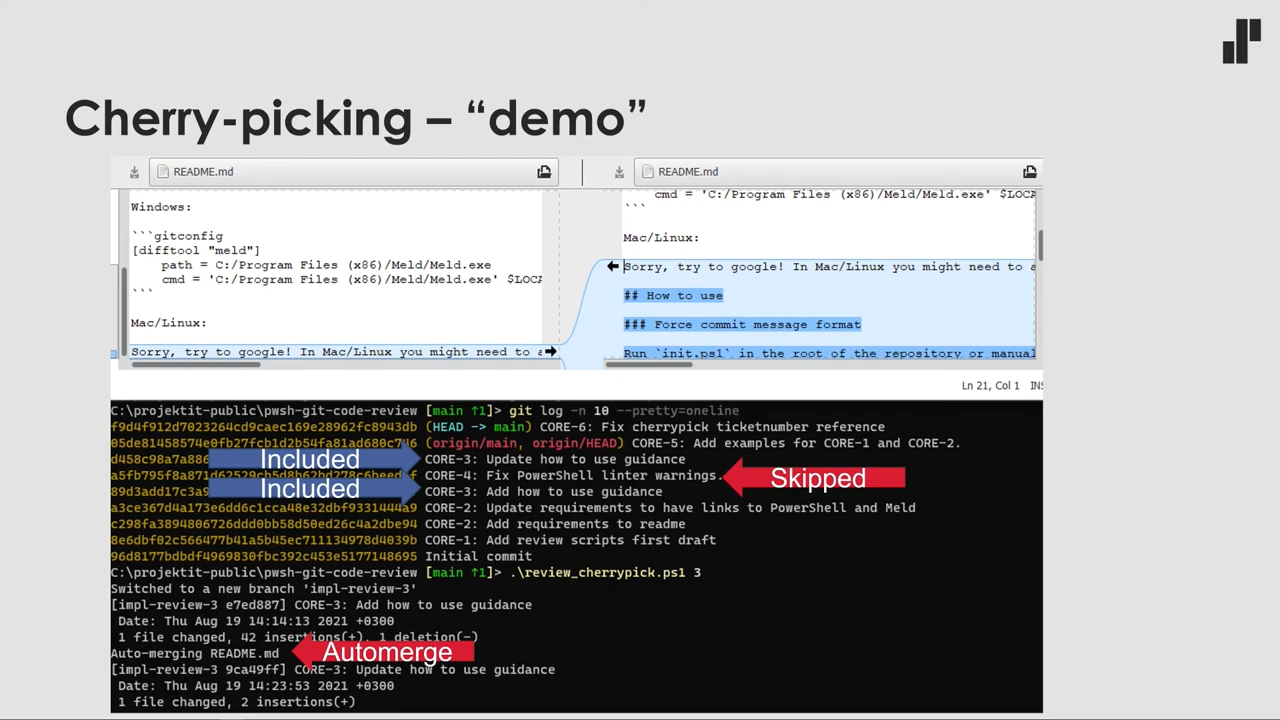 Cherry-picking – “demo”
README.md
README.md
Windows:
```gitconfig
[difftool "meld"]
path = C:/Program Files (x86)/Meld/Meld.exe
cmd = 'C:/Program Files (x86)/Meld/Meld.exe' $LOCA
```
Mac/Linux:
Sorry, try to google! In Mac/Linux you might need to a
cmd = 'C:/Program Files (x86)/Meld/Meld.exe' $LOCA
```
Mac/Linux:
Sorry, try to google! In Mac/Linux you might need to a
## How to use
### Force commit message format
Run `init.ps1` in the root of the repository or manual
Ln 21, Col 1 INS
C:\projektit-public\pwsh-git-code-review [main ↑1]> git log -n 10 --pretty=oneline
f9d4f912d7023264cd9caec169e28962fc8943db (HEAD -> main) CORE-6: Fix cherrypick ticketnumber reference
05de81458574e0fb27fcb1d2b54fa81ad680c746 (origin/main, origin/HEAD) CORE-5: Add examples for CORE-1 and CORE-2.
d458c98a7a886 Included CORE-3: Update how to use guidance
CORE-4: Fix PowerShell linter warnings. Skipped
89d3add17c3a9 Included CORE-3: Add how to use guidance
a3ce367d4a173e6dd6c1cca48e32dbf9331444a9 CORE-2: Update requirements to have links to PowerShell and Meld
c298fa3894806726ddd0bb58d50ed26c4a2dbe94 CORE-2: Add requirements to readme
8e6dbf02c566477b41a5b45ec711134978d4039b CORE-1: Add review scripts first draft
96d8177bdbdf4969830fbc392c453e5177148695 Initial commit
C:\projektit-public\pwsh-git-code-review [main ↑1]> .\review_cherrypick.ps1 3
Switched to a new branch 'impl-review-3'
[impl-review-3 e7ed887] CORE-3: Add how to use guidance
Date: Thu Aug 19 14:14:13 2021 +0300
1 file changed, 42 insertions(+), 1 deletion(-)
Auto-merging README.md Automerge
[impl-review-3 9ca49ff] CORE-3: Update how to use guidance
Date: Thu Aug 19 14:23:53 2021 +0300
1 file changed, 2 insertions(+)